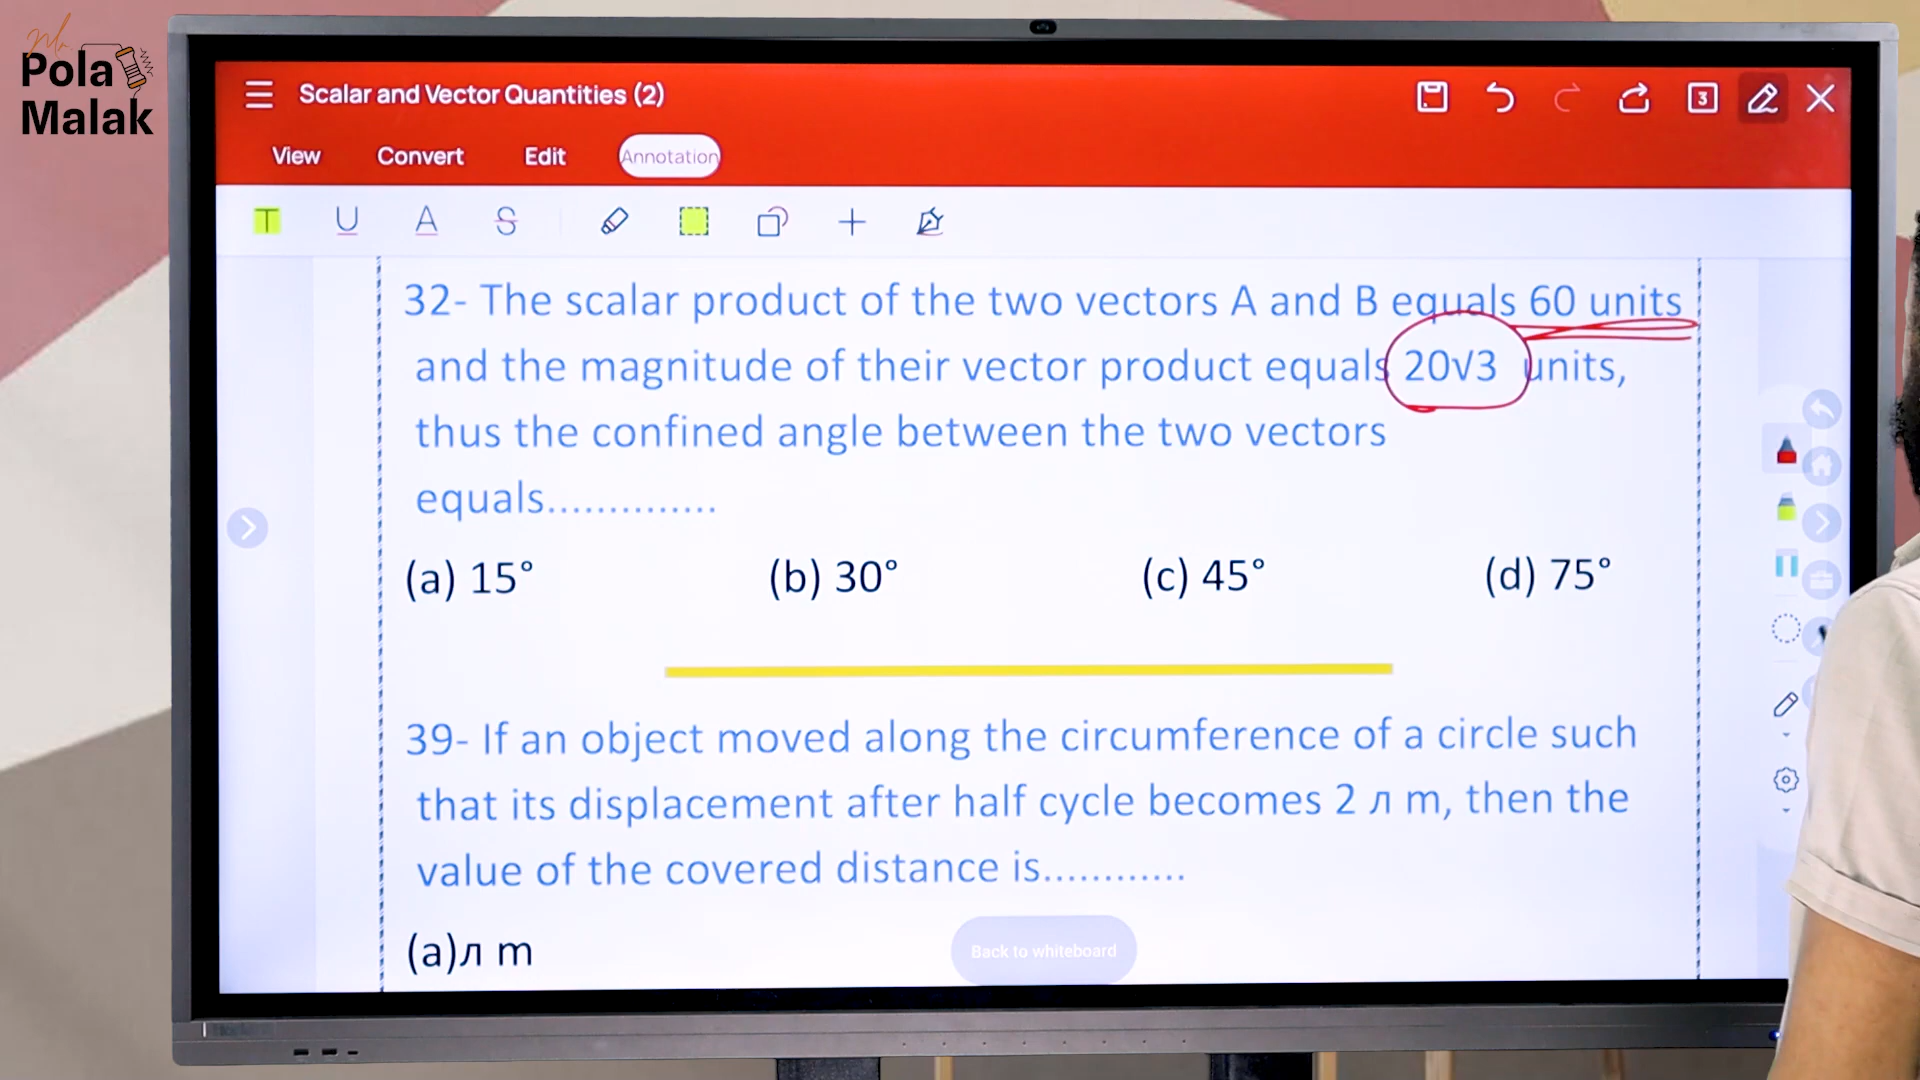 Mr.
Pola
Malak
Scalar and Vector Quantities (2)
3
View Convert Edit Annotation
T U A S
32- The scalar product of the two vectors A and B equals 60 units
and the magnitude of their vector product equals 20√3 units,
thus the confined angle between the two vectors
equals..............
(a) 15° (b) 30° (c) 45° (d) 75°
39- If an object moved along the circumference of a circle such
that its displacement after half cycle becomes 2 л m, then the
value of the covered distance is............
(a)л m
Back to whiteboard